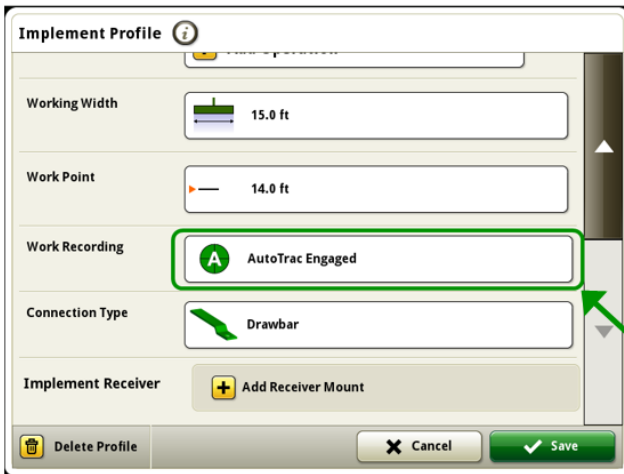 Implement Profile i
Working Width
15.0 ft
Work Point
14.0 ft
Work Recording
A AutoTrac Engaged
Connection Type
Drawbar
Implement Receiver
Add Receiver Mount
Delete Profile
Cancel
Save